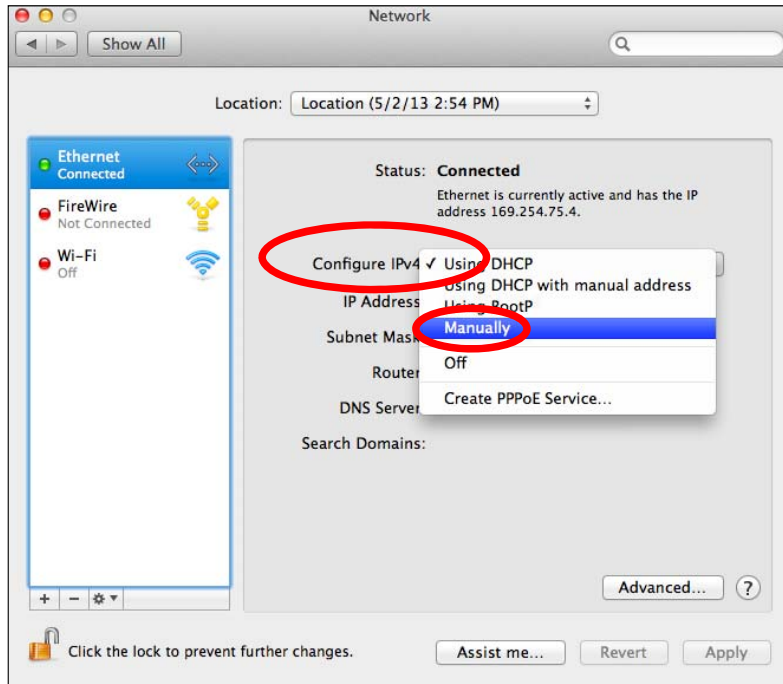 Network
Show All
Location: Location (5/2/13 2:54 PM)
Ethernet
Connected
FireWire
Not Connected
Wi-Fi
Off
Status: Connected
Ethernet is currently active and has the IP
address 169.254.75.4.
Configure IPv4 ✓ Using DHCP
Using DHCP with manual address
Using BootP
Manually
Off
Create PPPoE Service...
IP Address
Subnet Mask
Router
DNS Server
Search Domains:
Advanced... ?
+ −
Click the lock to prevent further changes.
Assist me... Revert Apply